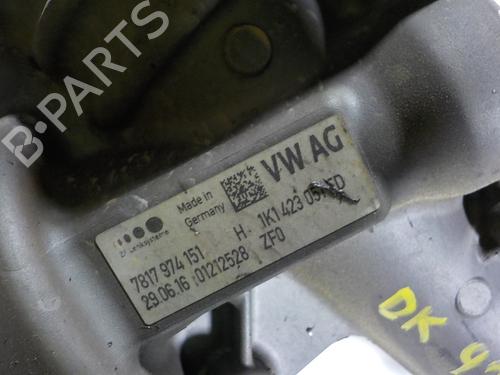 B-PARTS
Made in
Germany
VW AG
ZF Lenksysteme
H
1K1 423
7817 974 151
ZF0
29.06.16 01212528
DK